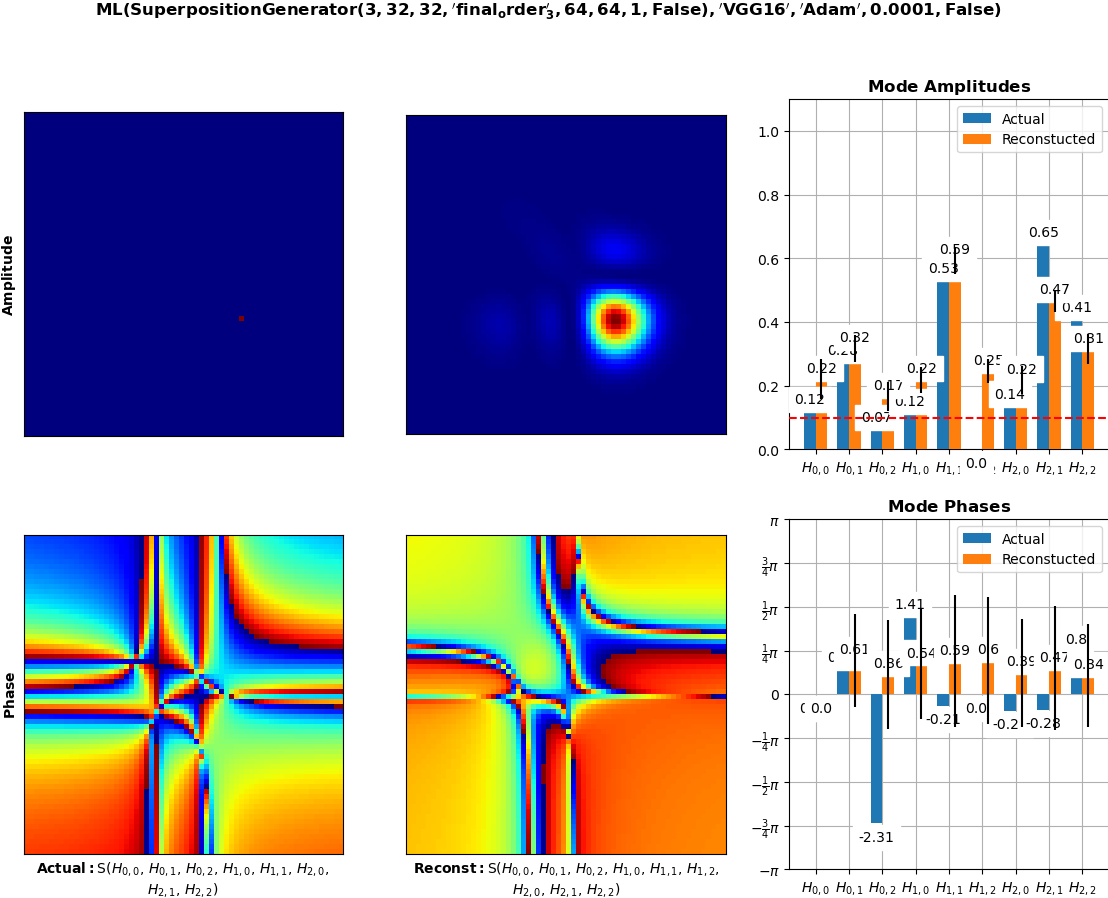 ML(SuperpositionGenerator(3, 32, 32, 'final_order'_3, 64, 64, 1, False), 'VGG16', 'Adam', 0.0001, False)
Amplitude
Mode Amplitudes
Actual
Reconstucted
1.0
0.8
0.6
0.4
0.2
0.0
0.12
0.22
0.32
0.07
0.17
0.12
0.22
0.53
0.59
0.0
0.25
0.14
0.22
0.65
0.47
0.41
0.31
H0,0 H0,1 H0,2 H1,0 H1,1 H2,0 H2,1 H2,2
Phase
Mode Phases
Actual
Reconstucted
π
3/4π
1/2π
1/4π
0
−1/4π
−1/2π
−3/4π
−π
0.0
0.61
-2.31
0.36
1.41
0.54
-0.21
0.59
0.0
0.6
-0.2
0.39
-0.28
0.47
0.8
0.34
H0,0 H0,1 H0,2 H1,0 H1,1 H1,2 H2,0 H2,1 H2,2
Actual: S(H0,0, H0,1, H0,2, H1,0, H1,1, H2,0,
H2,1, H2,2)
Reconst: S(H0,0, H0,1, H0,2, H1,0, H1,1, H1,2,
H2,0, H2,1, H2,2)